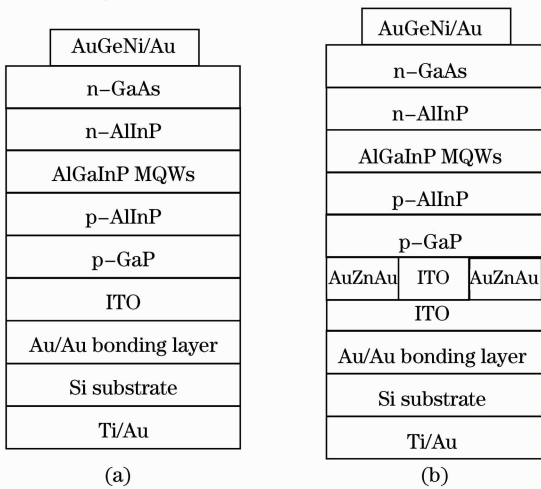 AuGeNi/Au
n-GaAs
n-AlInP
AlGaInP MQWs
p-AlInP
p-GaP
ITO
Au/Au bonding layer
Si substrate
Ti/Au
(a)
AuGeNi/Au
n-GaAs
n-AlInP
AlGaInP MQWs
p-AlInP
p-GaP
AuZnAu ITO AuZnAu
ITO
Au/Au bonding layer
Si substrate
Ti/Au
(b)